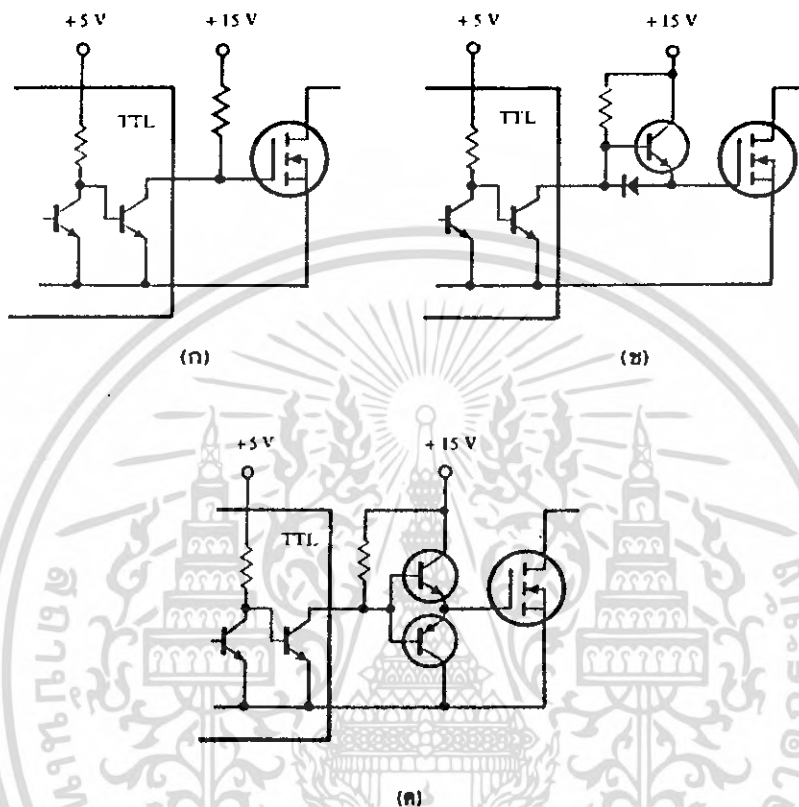 +5 V +15 V +5 V +15 V
TTL TTL
(ก) (ข)
+5 V +15 V
TTL
(ค)